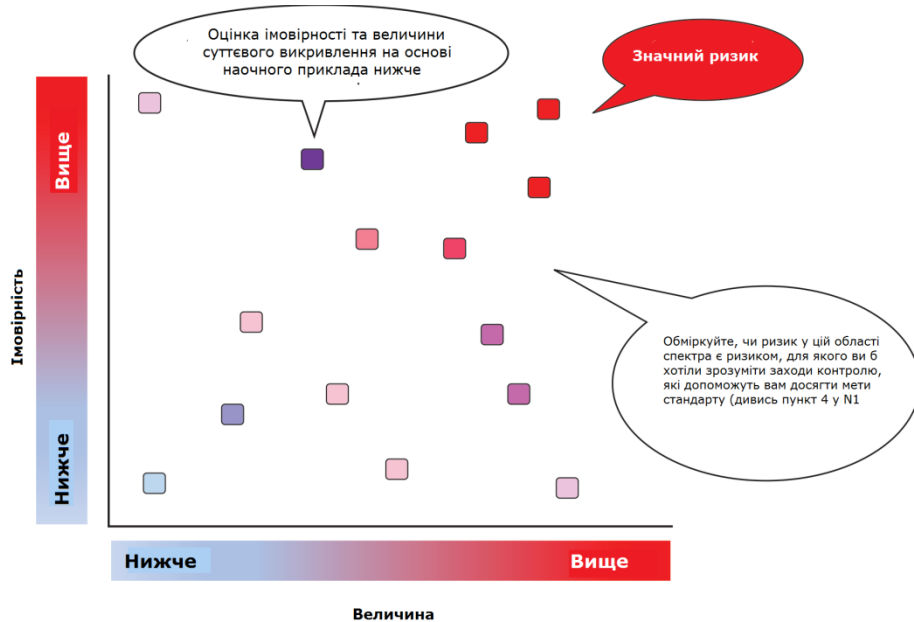 Оцінка імовірності та величини
суттєвого викривлення на основі
наочного приклада нижче
Значний ризик
Вище
Імовірність
Нижче
Обміркуйте, чи ризик у цій області
спектра є ризиком, для якого ви б
хотіли зрозуміти заходи контролю,
які допоможуть вам досягти мети
стандарту (дивись пункт 4 у N1
Нижче
Вище
Величина